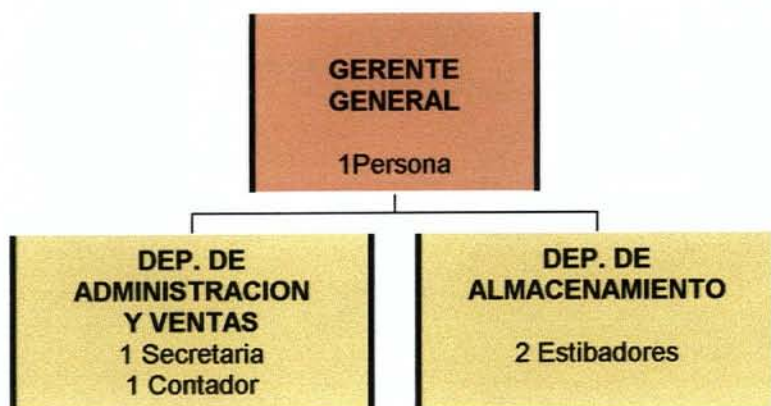 GERENTE
GENERAL
1Persona
DEP. DE
ADMINISTRACION
Y VENTAS
1 Secretaria
1 Contador
DEP. DE
ALMACENAMIENTO
2 Estibadores